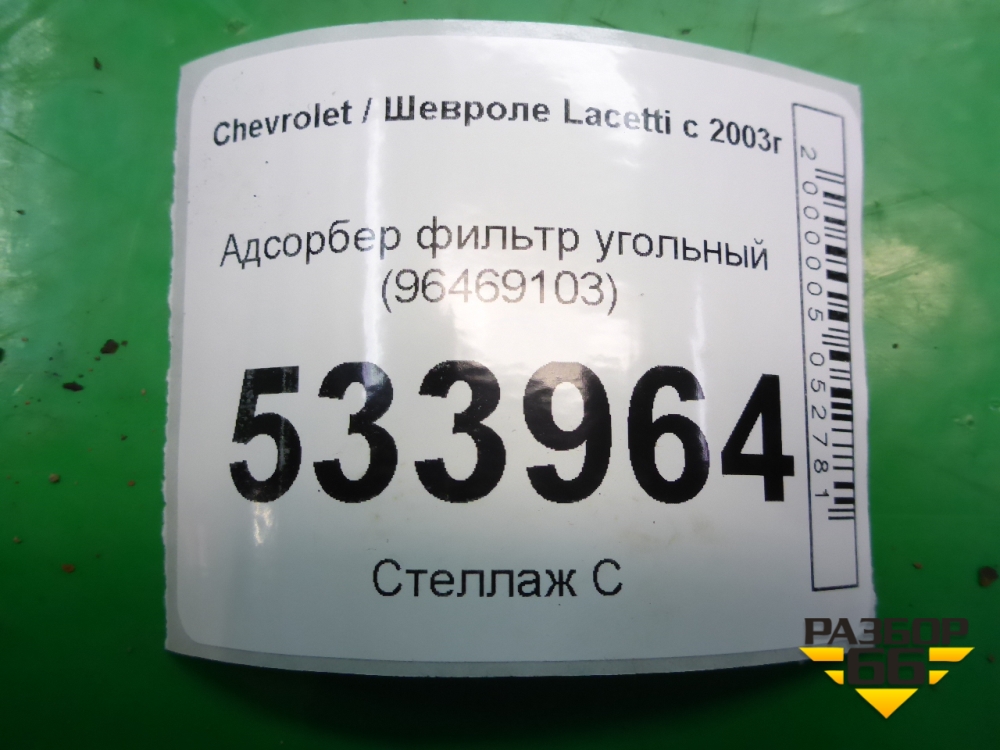 Chevrolet / Шевроле Lacetti с 2003г
Адсорбер фильтр угольный
(96469103)
533964
Стеллаж С
2000005052781
РАЗБОР
66